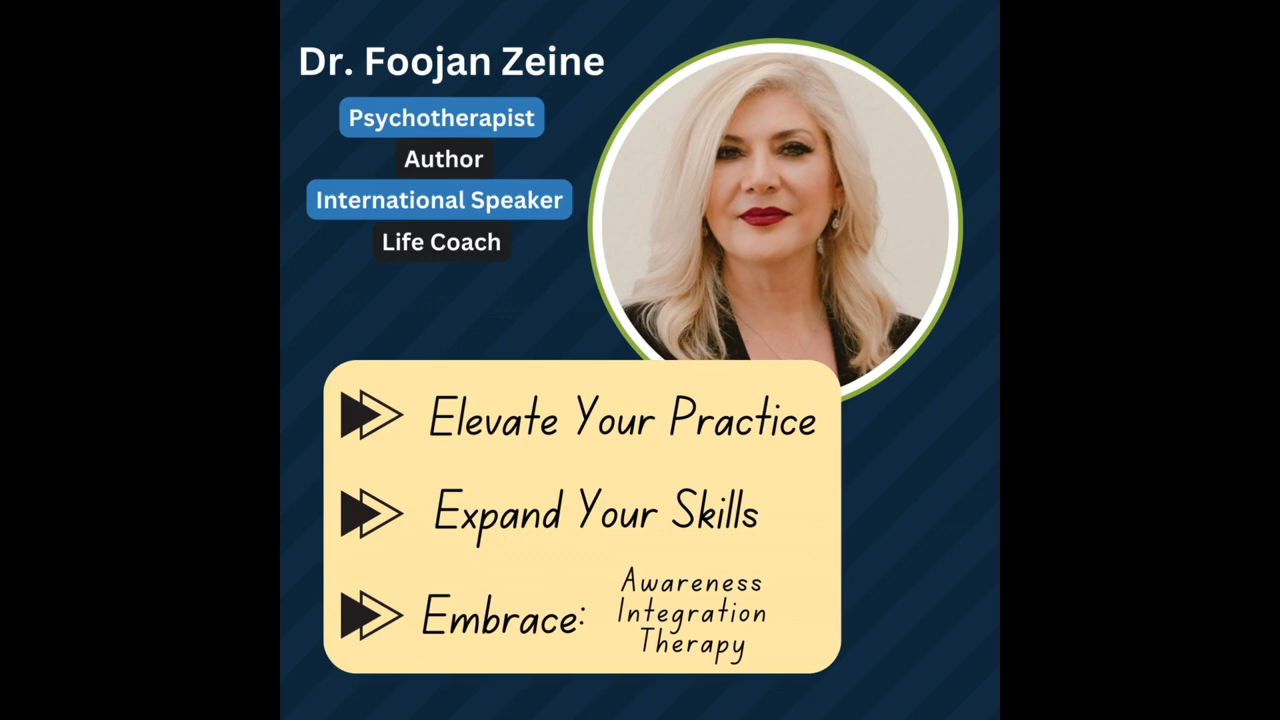 Dr. Foojan Zeine
Psychotherapist
Author
International Speaker
Life Coach
Elevate Your Practice
Expand Your Skills
Embrace:
Awareness
Integration
Therapy